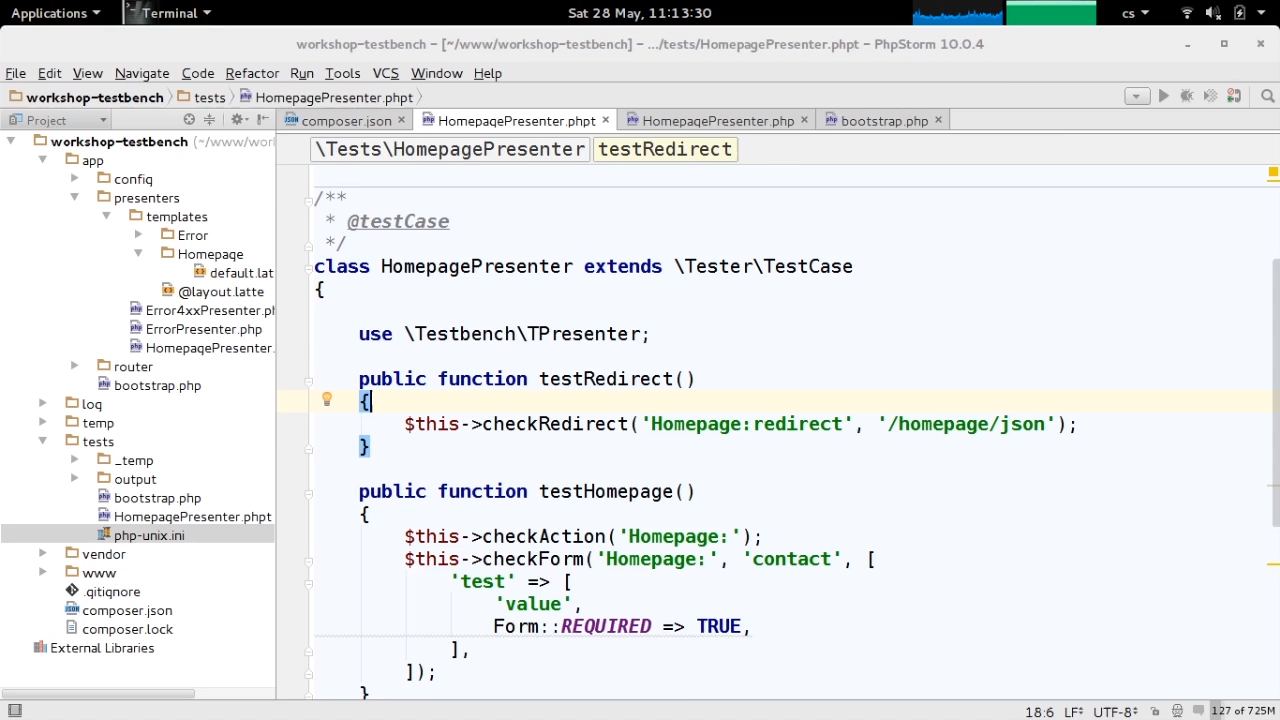 Applications Terminal Sat 28 May, 11:13:30 cs
workshop-testbench – [~/www/workshop-testbench] – .../tests/HomepagePresenter.phpt – PhpStorm 10.0.4
File Edit View Navigate Code Refactor Run Tools VCS Window Help
workshop-testbench tests HomepagePresenter.phpt
Project
composer.json HomepagePresenter.phpt HomepagePresenter.php bootstrap.php
workshop-testbench (~/www/wor
app
config
presenters
templates
Error
Homepage
default.lat
@layout.latte
Error4xxPresenter.ph
ErrorPresenter.php
HomepagePresenter.
router
bootstrap.php
log
temp
tests
_temp
output
bootstrap.php
HomepagePresenter.phpt
php-unix.ini
vendor
www
.gitignore
composer.json
composer.lock
External Libraries
\Tests\HomepagePresenter testRedirect
/**
* @testCase
*/
class HomepagePresenter extends \Tester\TestCase
{
use \Testbench\TPresenter;
public function testRedirect()
{
$this->checkRedirect('Homepage:redirect', '/homepage/json');
}
public function testHomepage()
{
$this->checkAction('Homepage:');
$this->checkForm('Homepage:', 'contact', [
'test' => [
'value',
Form::REQUIRED => TRUE,
],
]);
}
18:6 LF UTF-8 127 of 725M